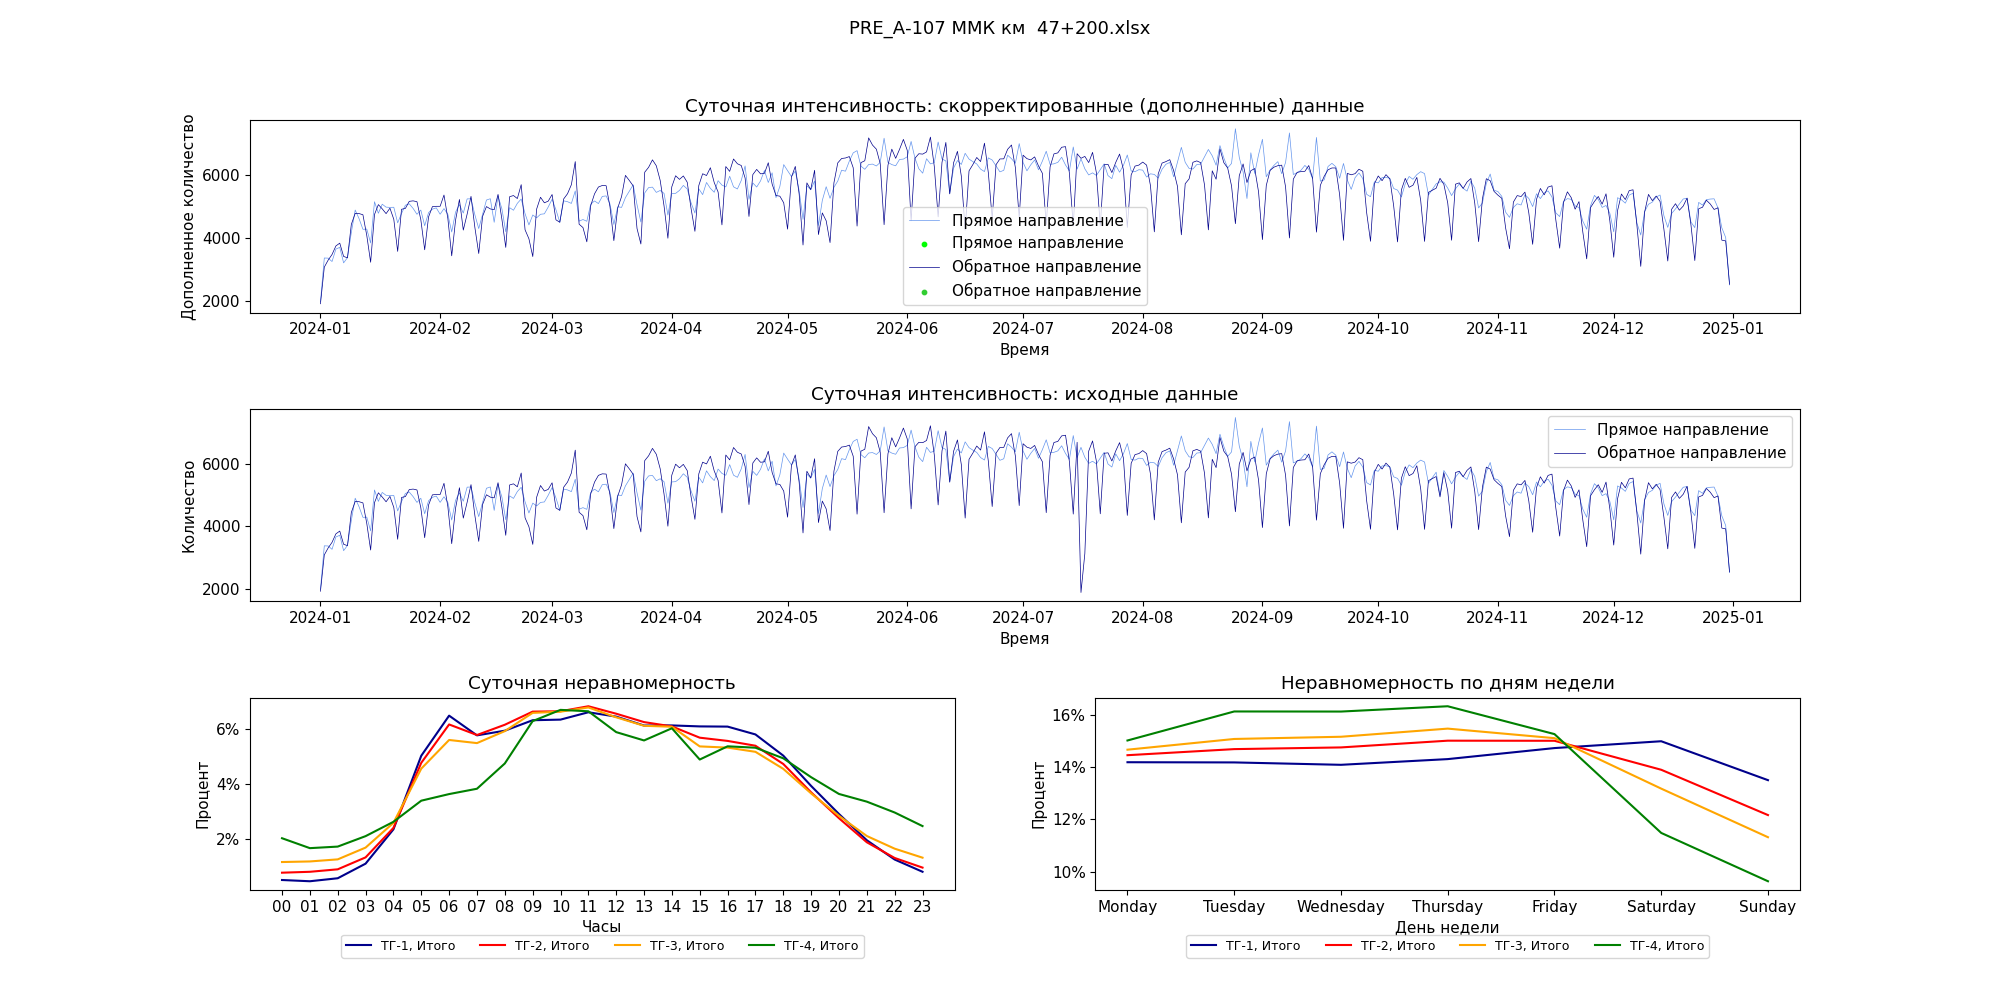 PRE_A-107 ММК км  47+200.xlsx
Суточная интенсивность: скорректированные (дополненные) данные
Дополненное количество
6000
4000
2000
Прямое направление
Прямое направление
Обратное направление
Обратное направление
2024-01 2024-02 2024-03 2024-04 2024-05 2024-06 2024-07 2024-08 2024-09 2024-10 2024-11 2024-12 2025-01
Время
Суточная интенсивность: исходные данные
Количество
6000
4000
2000
Прямое направление
Обратное направление
2024-01 2024-02 2024-03 2024-04 2024-05 2024-06 2024-07 2024-08 2024-09 2024-10 2024-11 2024-12 2025-01
Время
Суточная неравномерность
Процент
6%
4%
2%
00 01 02 03 04 05 06 07 08 09 10 11 12 13 14 15 16 17 18 19 20 21 22 23
Часы
ТГ-1, Итого ТГ-2, Итого ТГ-3, Итого ТГ-4, Итого
Неравномерность по дням недели
Процент
16%
14%
12%
10%
Monday Tuesday Wednesday Thursday Friday Saturday Sunday
День недели
ТГ-1, Итого ТГ-2, Итого ТГ-3, Итого ТГ-4, Итого